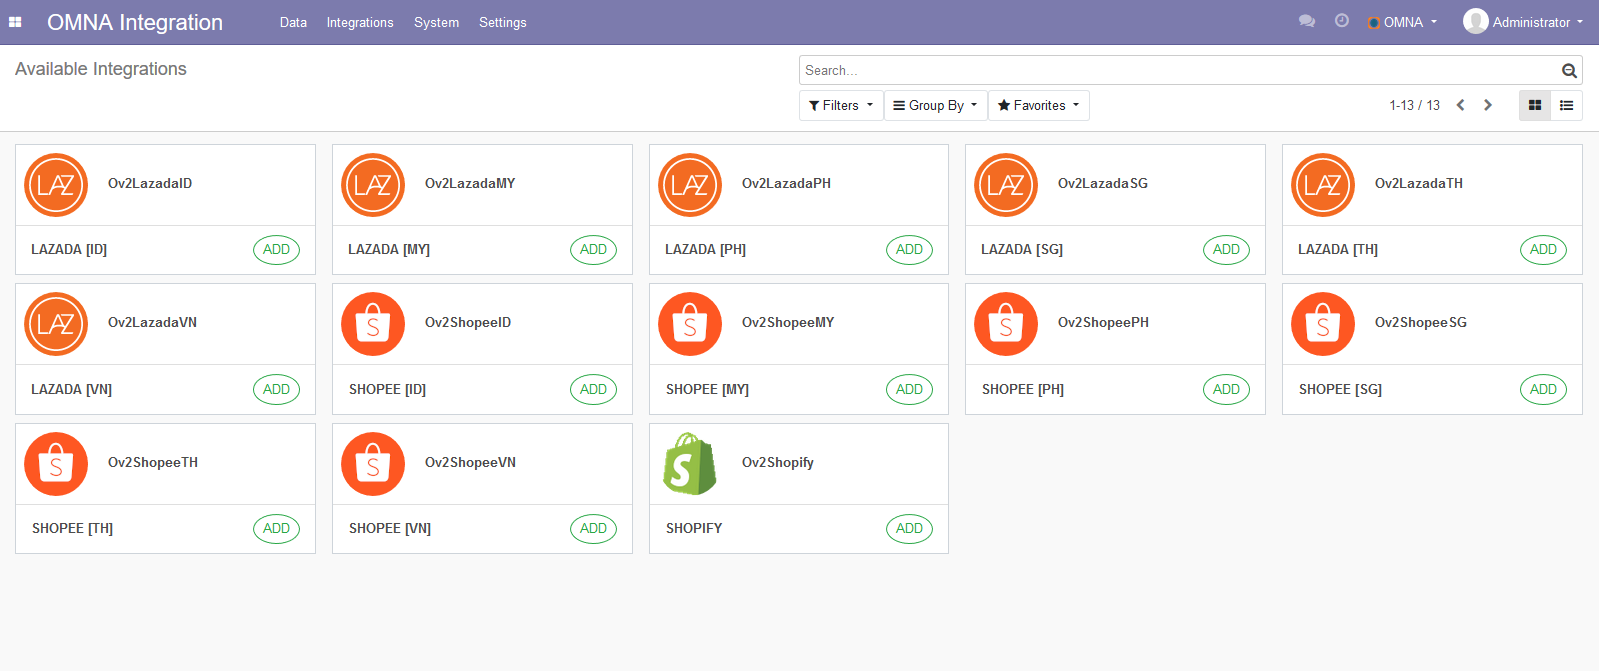 OMNA Integration Data Integrations System Settings OMNA Administrator
Available Integrations
Search...
Filters Group By Favorites 1-13 / 13
LAZ Ov2LazadaID LAZ Ov2LazadaMY LAZ Ov2LazadaPH LAZ Ov2LazadaSG LAZ Ov2LazadaTH
LAZADA [ID] ADD LAZADA [MY] ADD LAZADA [PH] ADD LAZADA [SG] ADD LAZADA [TH] ADD
LAZ Ov2LazadaVN S Ov2ShopeeID S Ov2ShopeeMY S Ov2ShopeePH S Ov2ShopeeSG
LAZADA [VN] ADD SHOPEE [ID] ADD SHOPEE [MY] ADD SHOPEE [PH] ADD SHOPEE [SG] ADD
S Ov2ShopeeTH S Ov2ShopeeVN S Ov2Shopify
SHOPEE [TH] ADD SHOPEE [VN] ADD SHOPIFY ADD